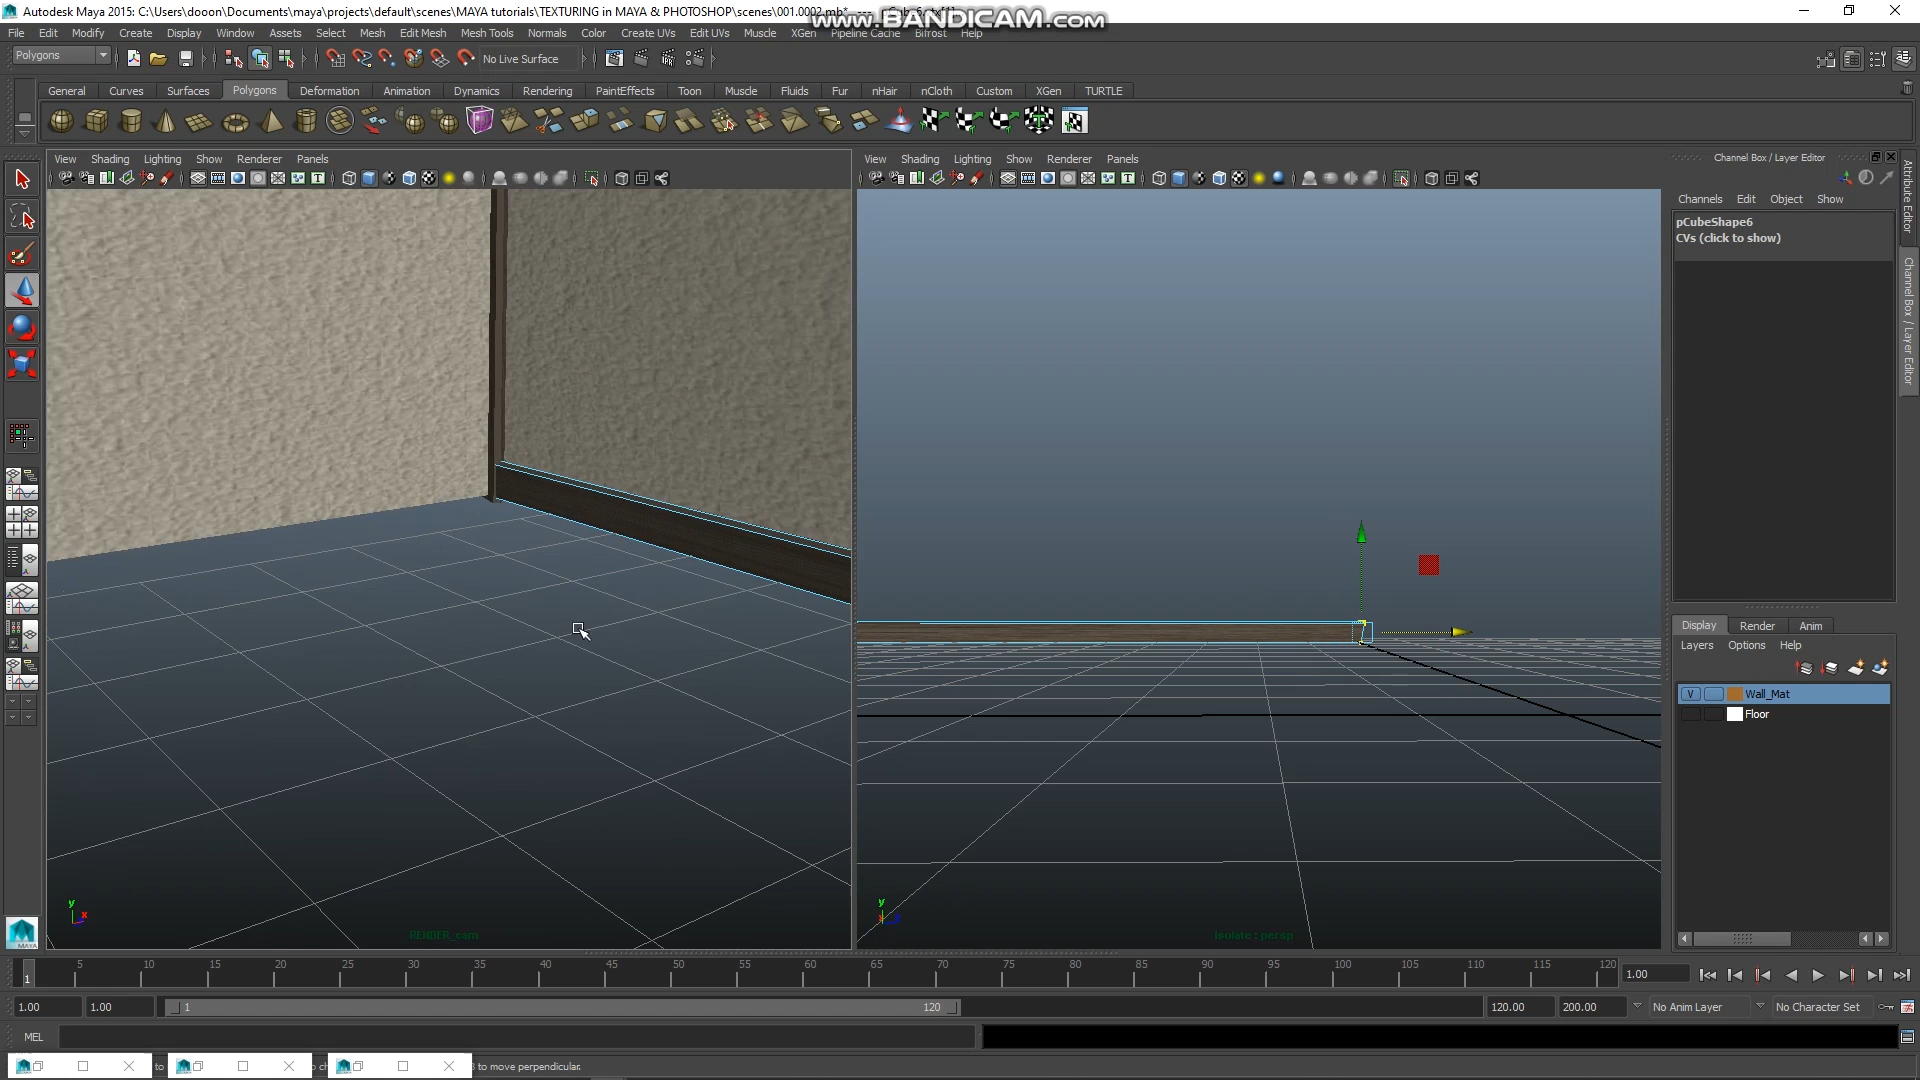 Autodesk Maya 2015: C:\Users\dooon\Documents\maya\projects\default\scenes\MAYA tutorials\TEXTURING in MAYA & PHOTOSHOP\scenes\001.0002.mb*
www.BANDICAM.com
File Edit Modify Create Display Window Assets Select Mesh Edit Mesh Mesh Tools Normals Color Create UVs Edit UVs Muscle XGen Pipeline Cache Bifrost Help
Polygons No Live Surface
General Curves Surfaces Polygons Deformation Animation Dynamics Rendering PaintEffects Toon Muscle Fluids Fur nHair nCloth Custom XGen TURTLE
View Shading Lighting Show Renderer Panels
View Shading Lighting Show Renderer Panels
Channel Box / Layer Editor
Channels Edit Object Show
pCubeShape6
CVs (click to show)
Attribute Editor
Channel Box / Layer Editor
Display Render Anim
Layers Options Help
V Wall_Mat
Floor
y x
RENDER_cam
y
isolate : persp
MAYA
1 5 10 15 20 25 30 35 40 45 50 55 60 65 70 75 80 85 90 95 100 105 110 115 120 1.00
1.00 1.00 1 120 120.00 200.00 No Anim Layer No Character Set
MEL
to move perpendicular.